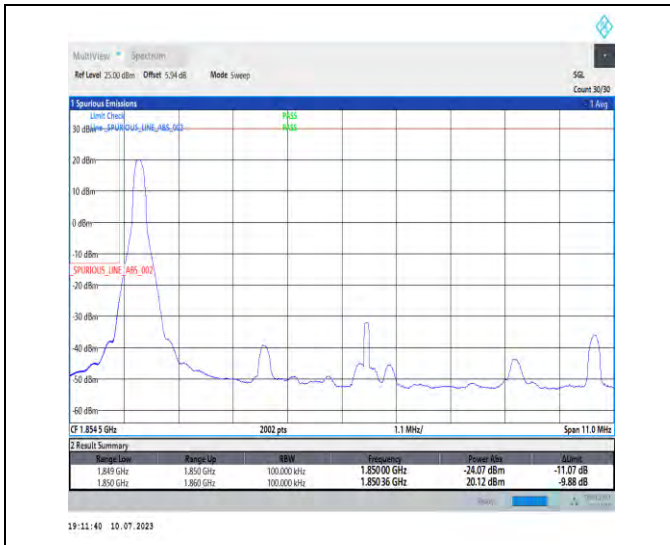 MultiView Spectrum
Ref Level 25.00 dBm Offset 5.94 dB Mode Sweep SGL
Count 30/30
1 Spurious Emissions 1 Avg
Limit Check PASS
30 dBm Line _SPURIOUS_LINE_ABS_002 PASS
20 dBm
10 dBm
0 dBm
-10 dBm
_SPURIOUS_LINE_ABS_002
-20 dBm
-30 dBm
-40 dBm
-50 dBm
-60 dBm
CF 1.854 5 GHz 2002 pts 1.1 MHz/ Span 11.0 MHz
2 Result Summary
Range Low Range Up RBW Frequency Power Abs ΔLimit
1.849 GHz 1.850 GHz 100.000 kHz 1.85000 GHz -24.07 dBm -11.07 dB
1.850 GHz 1.860 GHz 100.000 kHz 1.85036 GHz 20.12 dBm -9.88 dB
19:11:40 10.07.2023